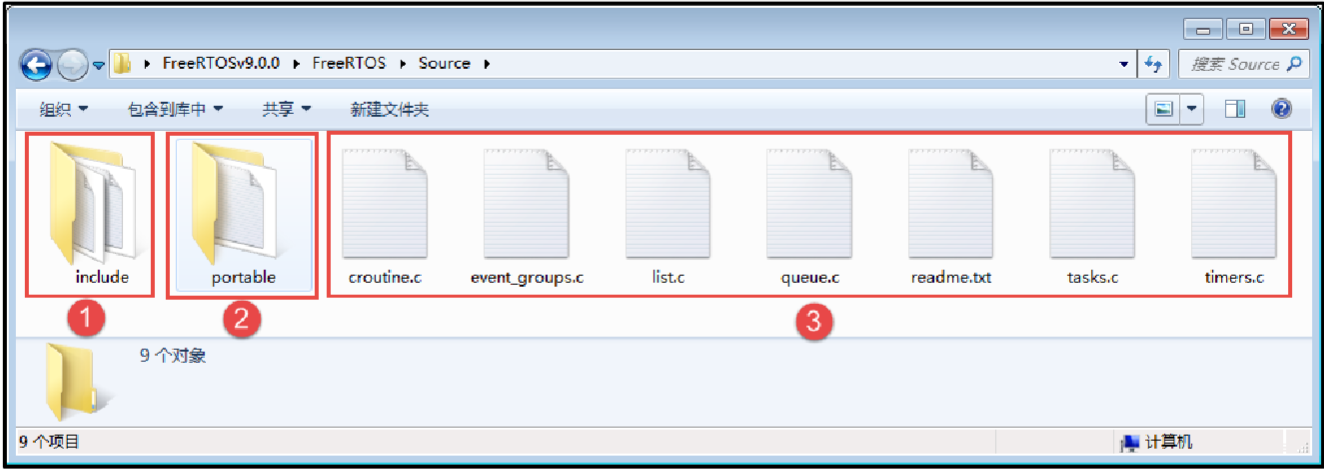 FreeRTOSv9.0.0 ▸ FreeRTOS ▸ Source ▸
搜索 Source
组织 包含到库中 共享 新建文件夹
include portable croutine.c event_groups.c list.c queue.c readme.txt tasks.c timers.c
1 2 3
9 个对象
9 个项目 计算机